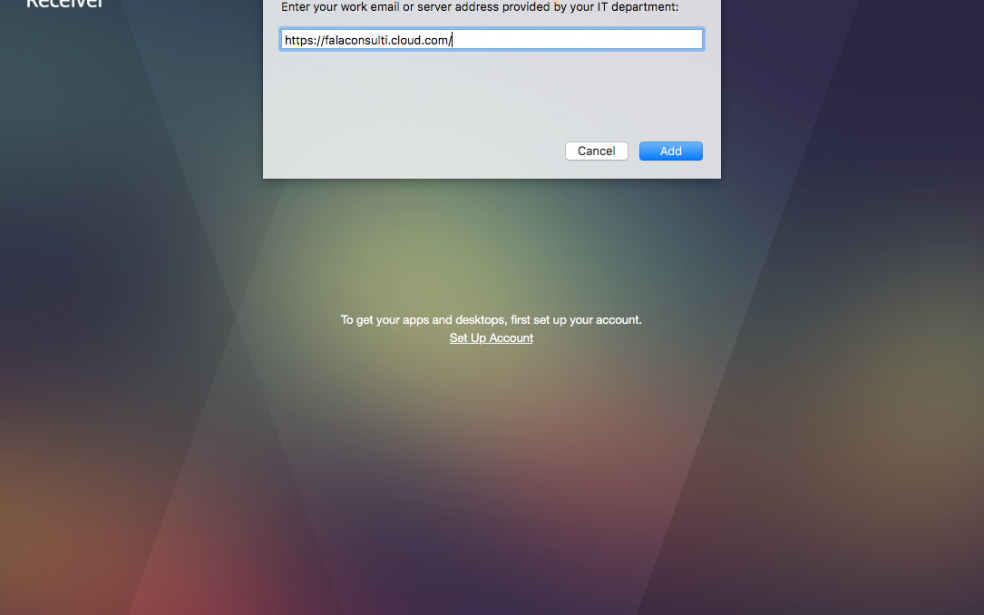 Receiver
Enter your work email or server address provided by your IT department:
https://falaconsulti.cloud.com/
Cancel
Add
To get your apps and desktops, first set up your account.
Set Up Account